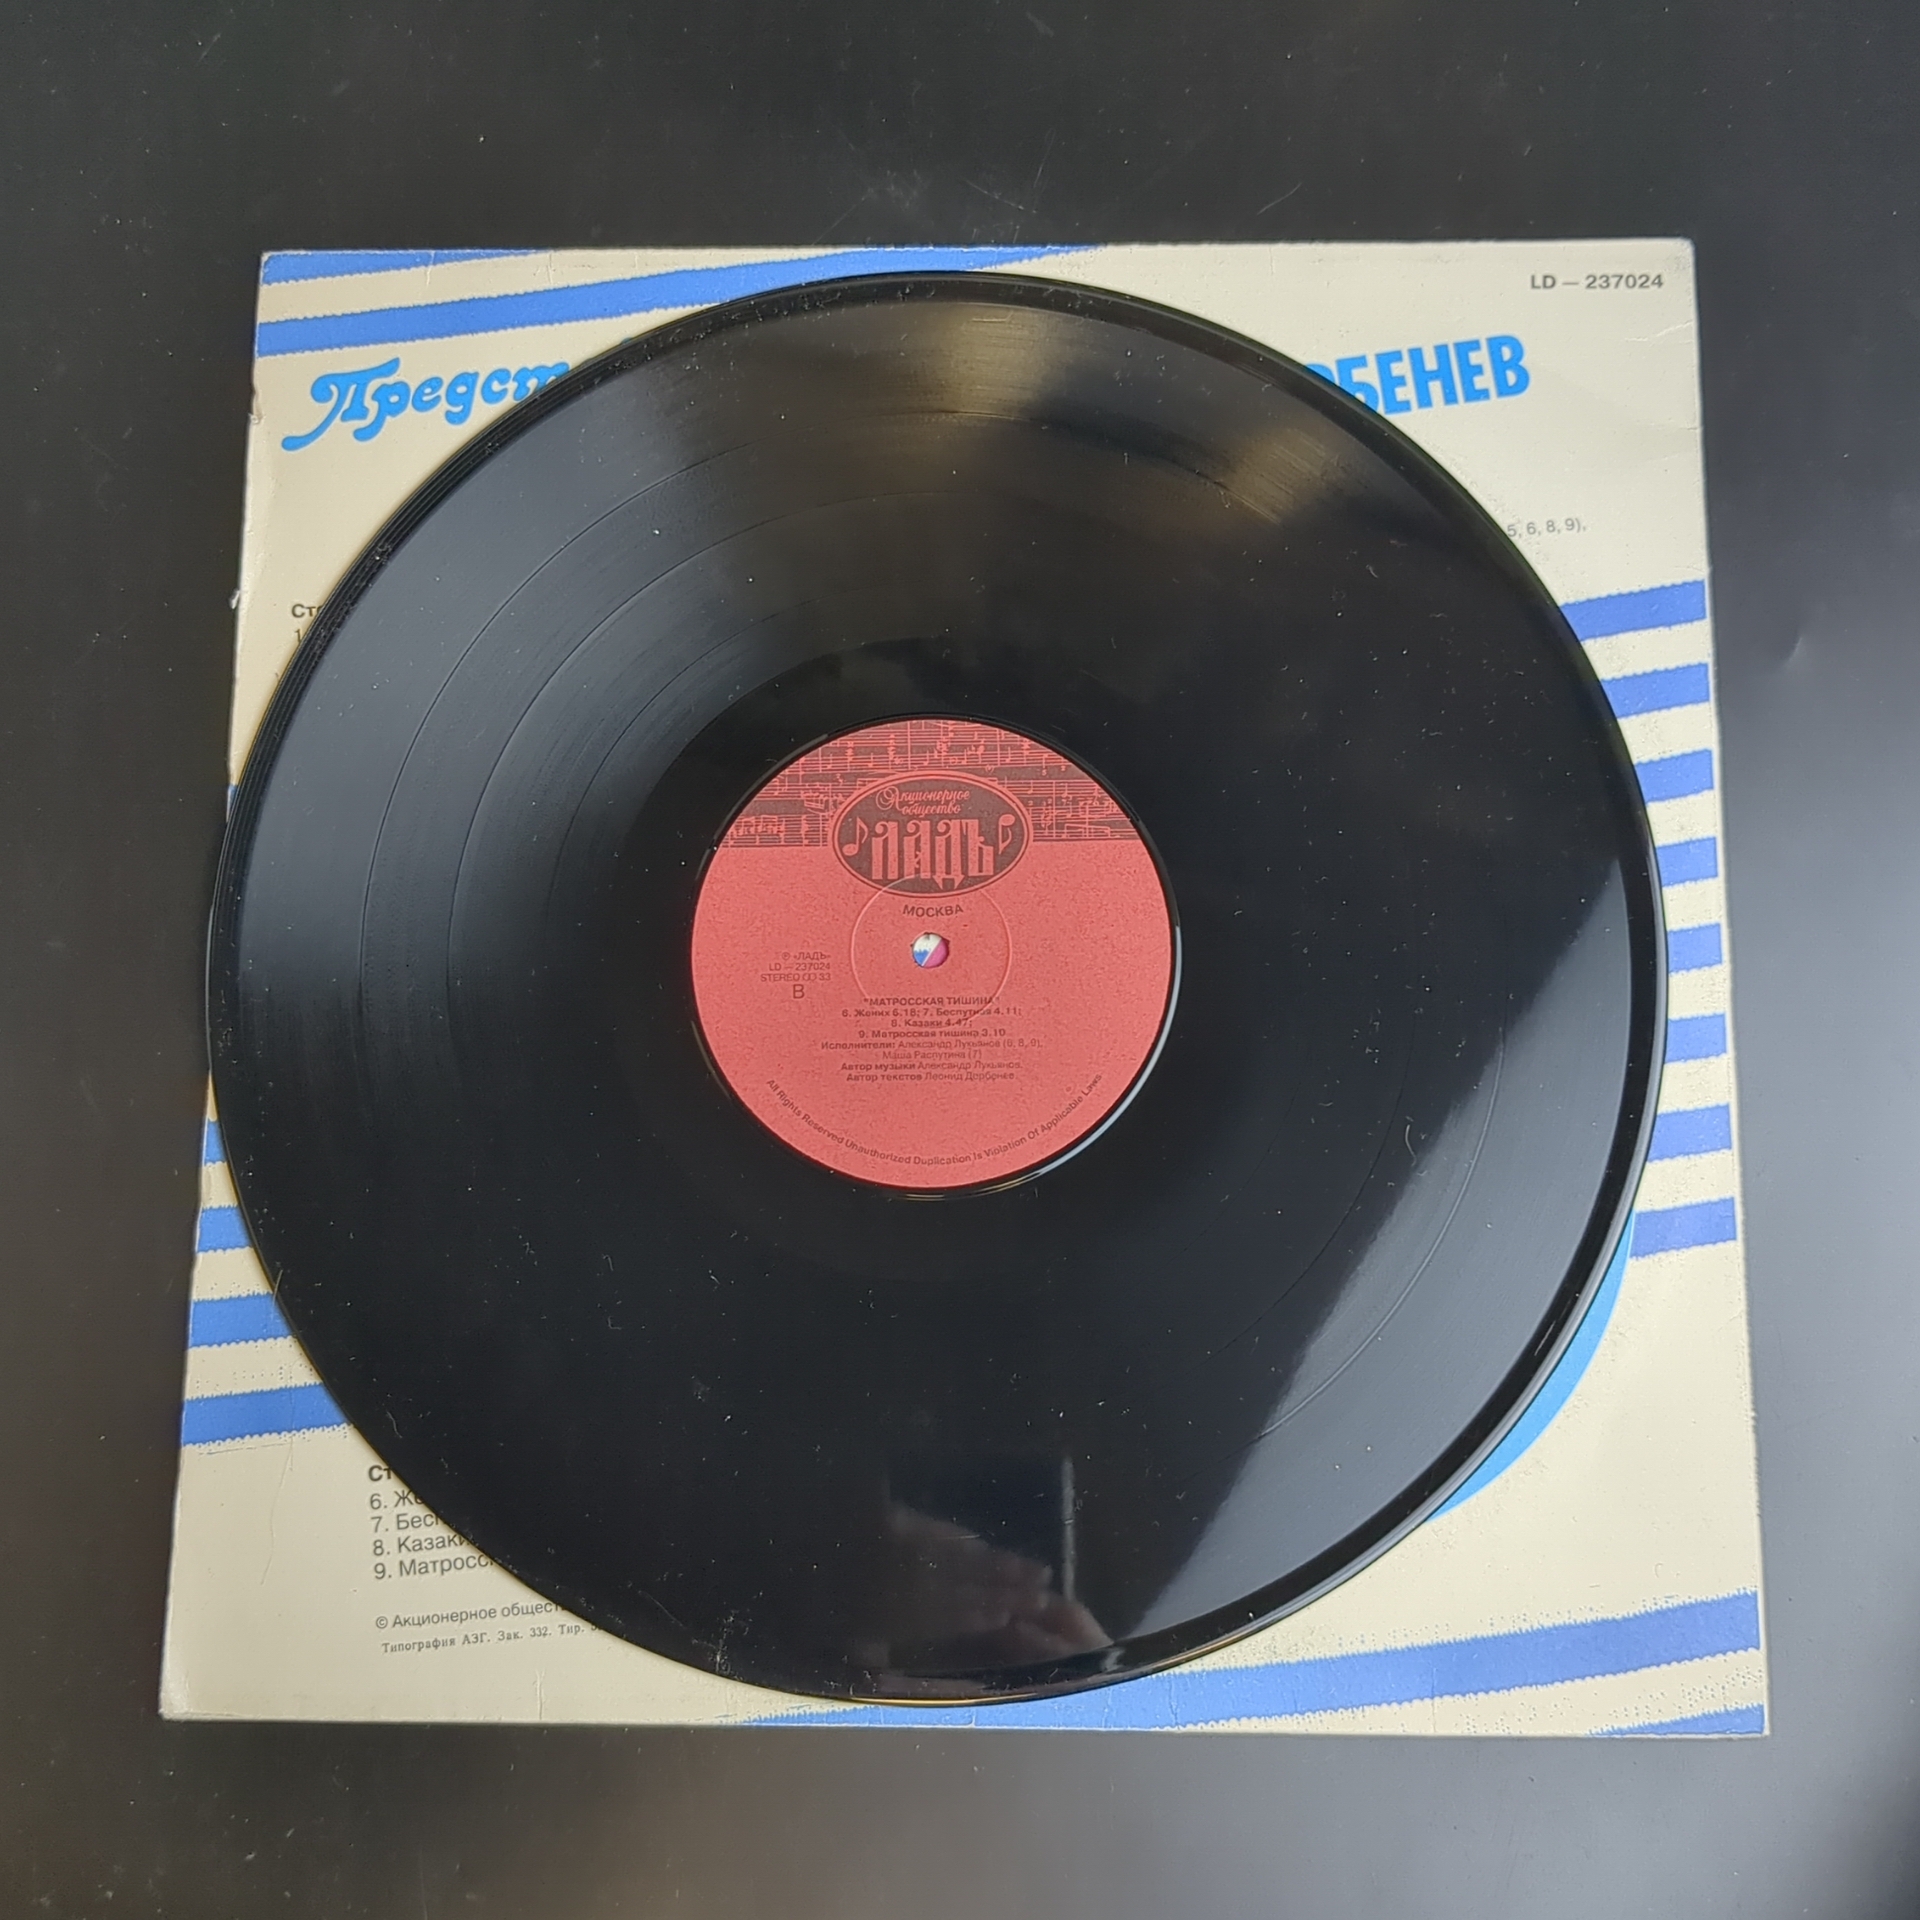 LD — 237024
Предст
РБЕНЕВ
5, 6, 8, 9),
Ст
1
Акционерное
общество
ЛАДЪ
МОСКВА
℗ «ЛАДЪ»
LD — 237024
STEREO 33
B
"МАТРОССКАЯ ТИШИНА"
6. Жених 6.18; 7. Беспутная 4.11;
8. Казаки 4.47;
9. Матросская тишина 3.10
Исполнители: Александр Лукьянов (6, 8, 9),
Маша Распутина (7)
Автор музыки Александр Лукьянов.
Автор текстов Леонид Дербенев.
All Rights Reserved Unauthorized Duplication Is Violation Of Applicable Laws
Ст
6. Же
7. Бесп
8. Казаки
9. Матросск
© Акционерное общест
Типография АЭГ. Зак. 332. Тир.